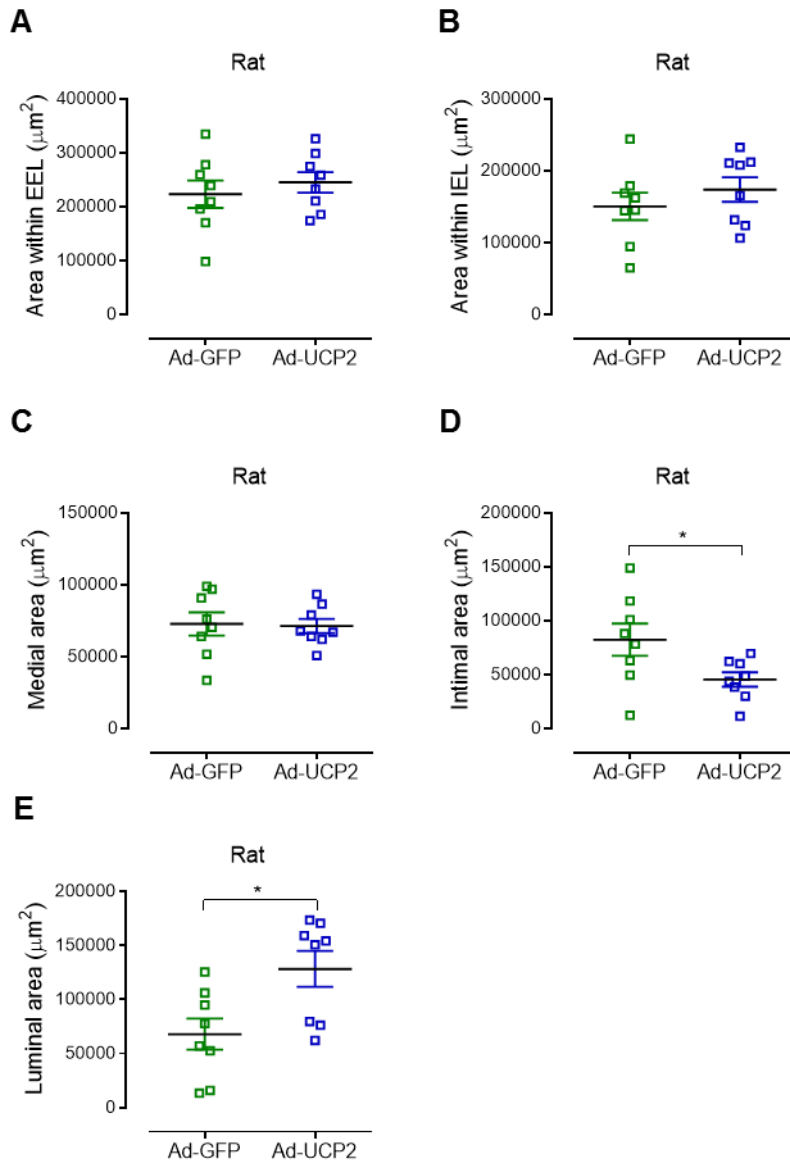 A
Rat
Area within EEL (μm²)
400000
300000
200000
100000
0
Ad-GFP Ad-UCP2
B
Rat
Area within IEL (μm²)
300000
200000
100000
0
Ad-GFP Ad-UCP2
C
Rat
Medial area (μm²)
150000
100000
50000
0
Ad-GFP Ad-UCP2
D
Rat
Intimal area (μm²)
200000
150000
100000
50000
0
*
Ad-GFP Ad-UCP2
E
Rat
Luminal area (μm²)
200000
150000
100000
50000
0
*
Ad-GFP Ad-UCP2